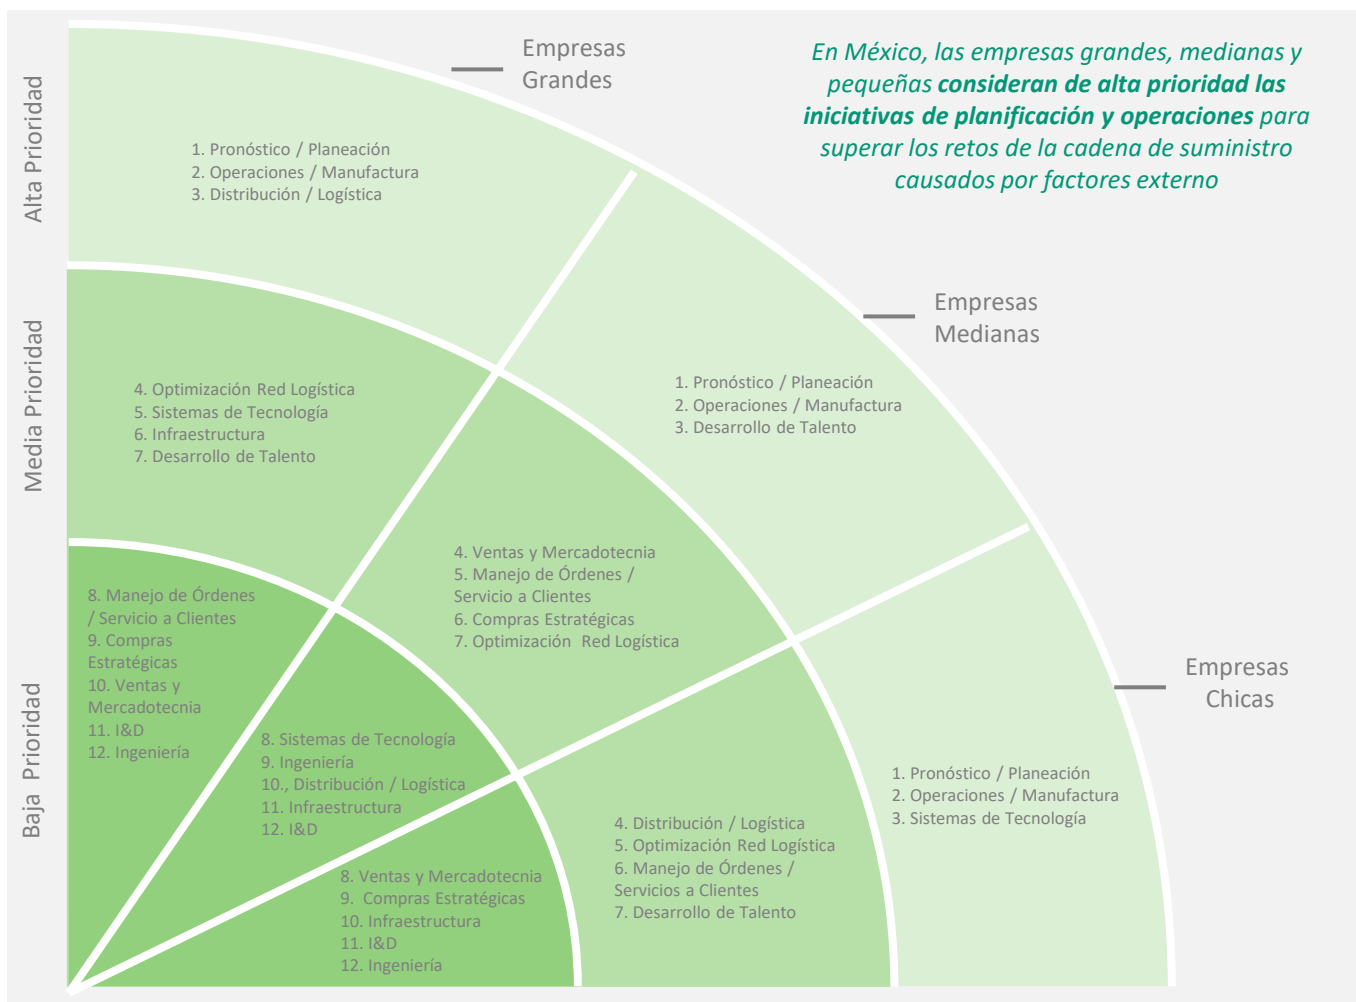 En México, las empresas grandes, medianas y
pequeñas consideran de alta prioridad las
iniciativas de planificación y operaciones para
superar los retos de la cadena de suministro
causados por factores externo
Empresas
Grandes
Alta Prioridad
1. Pronóstico / Planeación
2. Operaciones / Manufactura
3. Distribución / Logística
Media Prioridad
4. Optimización Red Logística
5. Sistemas de Tecnología
6. Infraestructura
7. Desarrollo de Talento
Baja Prioridad
8. Manejo de Órdenes
/ Servicio a Clientes
9. Compras
Estratégicas
10. Ventas y
Mercadotecnia
11. I&D
12. Ingeniería
Empresas
Medianas
1. Pronóstico / Planeación
2. Operaciones / Manufactura
3. Desarrollo de Talento
4. Ventas y Mercadotecnia
5. Manejo de Órdenes /
Servicio a Clientes
6. Compras Estratégicas
7. Optimización Red Logística
8. Sistemas de Tecnología
9. Ingeniería
10., Distribución / Logística
11. Infraestructura
12. I&D
Empresas
Chicas
1. Pronóstico / Planeación
2. Operaciones / Manufactura
3. Sistemas de Tecnología
4. Distribución / Logística
5. Optimización Red Logística
6. Manejo de Órdenes /
Servicios a Clientes
7. Desarrollo de Talento
8. Ventas y Mercadotecnia
9. Compras Estratégicas
10. Infraestructura
11. I&D
12. Ingeniería